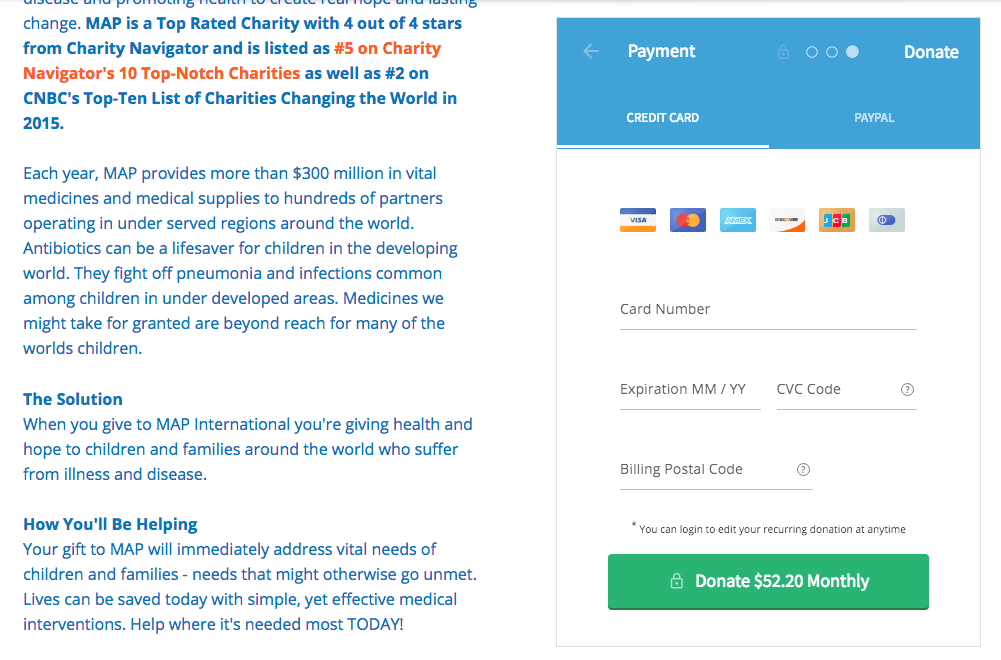 disease and promoting health to create real hope and lasting
change. MAP is a Top Rated Charity with 4 out of 4 stars
from Charity Navigator and is listed as #5 on Charity
Navigator's 10 Top-Notch Charities as well as #2 on
CNBC's Top-Ten List of Charities Changing the World in
2015.
Each year, MAP provides more than $300 million in vital
medicines and medical supplies to hundreds of partners
operating in under served regions around the world.
Antibiotics can be a lifesaver for children in the developing
world. They fight off pneumonia and infections common
among children in under developed areas. Medicines we
might take for granted are beyond reach for many of the
worlds children.
The Solution
When you give to MAP International you're giving health and
hope to children and families around the world who suffer
from illness and disease.
How You'll Be Helping
Your gift to MAP will immediately address vital needs of
children and families - needs that might otherwise go unmet.
Lives can be saved today with simple, yet effective medical
interventions. Help where it's needed most TODAY!
Payment
Donate
CREDIT CARD
PAYPAL
VISA
AMEX
DISCOVER
JCB
Card Number
Expiration MM / YY
CVC Code
?
Billing Postal Code
?
* You can login to edit your recurring donation at anytime
Donate $52.20 Monthly